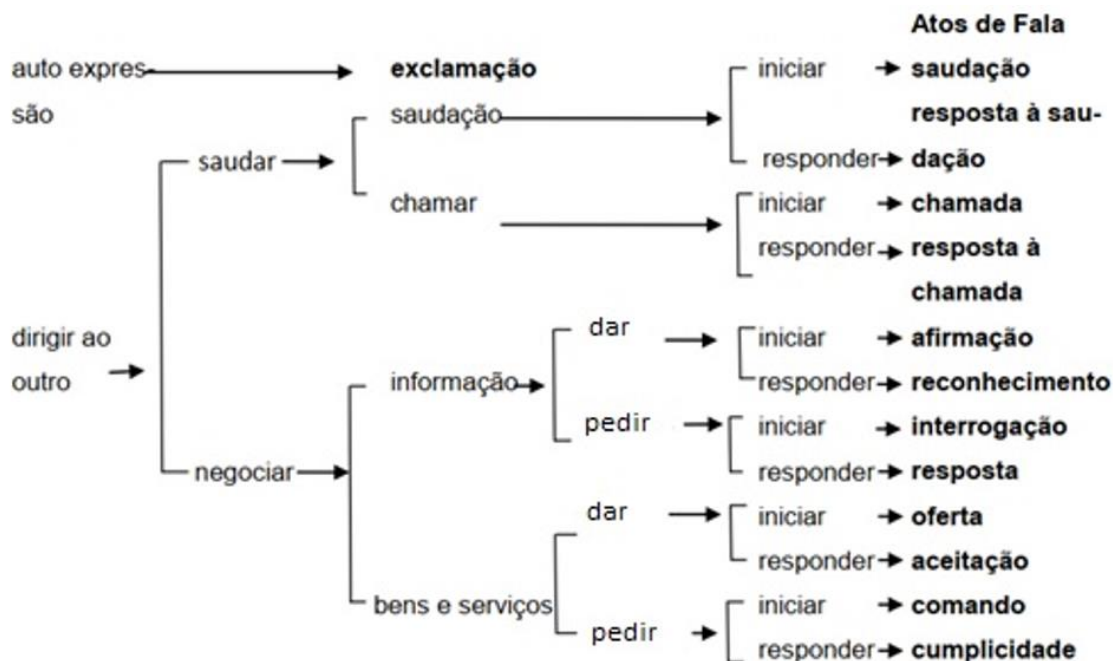 Atos de Fala
auto expres- exclamação iniciar saudação
são saudação resposta à sau-
saudar responder dação
chamar iniciar chamada
responder resposta à
chamada
dirigir ao dar iniciar afirmação
outro informação responder reconhecimento
pedir iniciar interrogação
negociar responder resposta
dar iniciar oferta
responder aceitação
bens e serviços iniciar comando
pedir responder cumplicidade